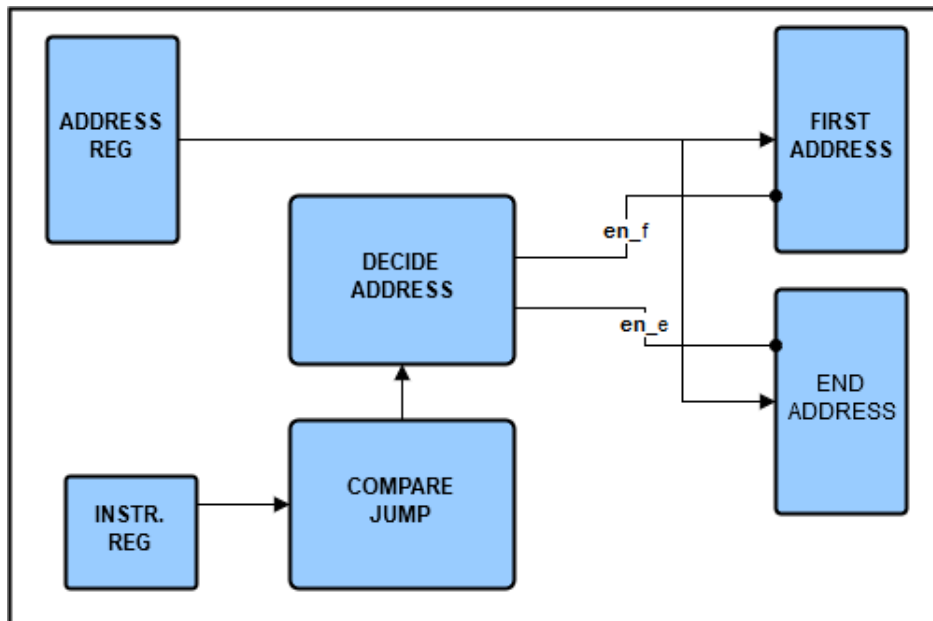 ADDRESS
REG
FIRST
ADDRESS
en_f
DECIDE
ADDRESS
en_e
END
ADDRESS
COMPARE
JUMP
INSTR.
REG